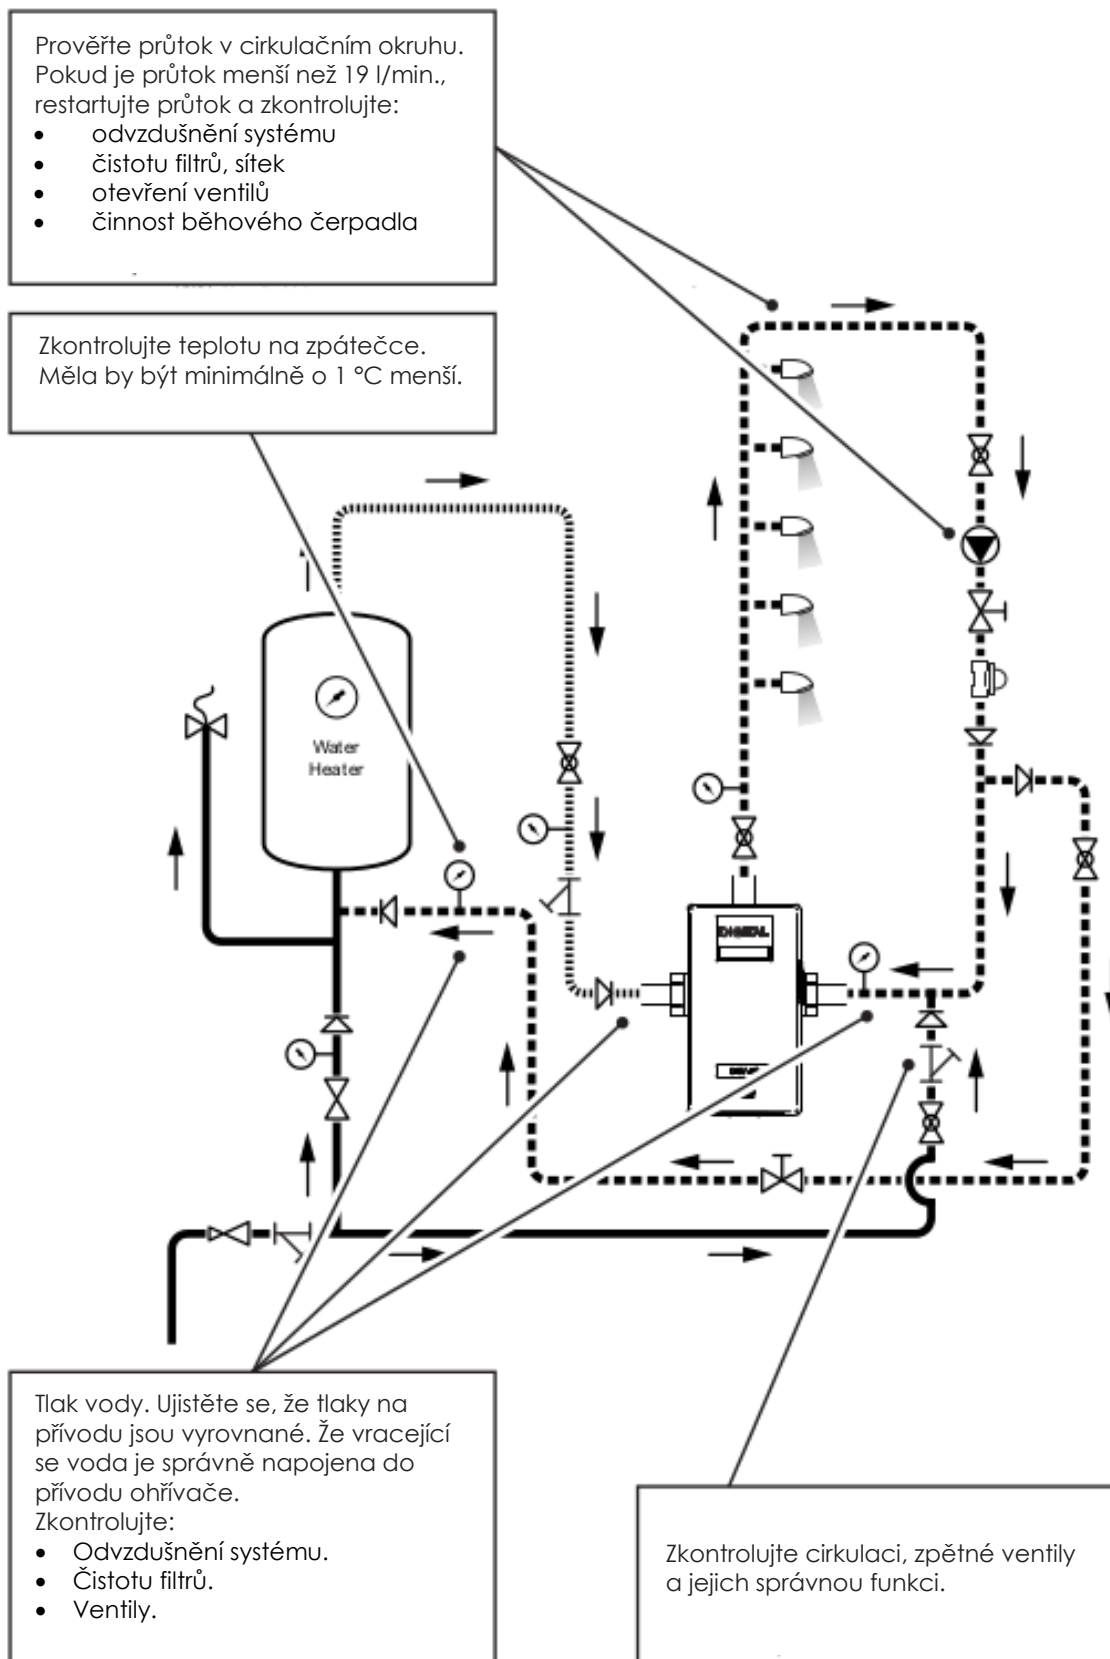 Prověřte průtok v cirkulačním okruhu.
Pokud je průtok menší než 19 l/min.,
restartujte průtok a zkontrolujte:
• odvzdušnění systému
• čistotu filtrů, sítek
• otevření ventilů
• činnost běhového čerpadla
Zkontrolujte teplotu na zpátečce.
Měla by být minimálně o 1 °C menší.
Water
Heater
DIGITAL
Tlak vody. Ujistěte se, že tlaky na
přívodu jsou vyrovnané. Že vracející
se voda je správně napojena do
přívodu ohřívače.
Zkontrolujte:
• Odvzdušnění systému.
• Čistotu filtrů.
• Ventily.
Zkontrolujte cirkulaci, zpětné ventily
a jejich správnou funkci.